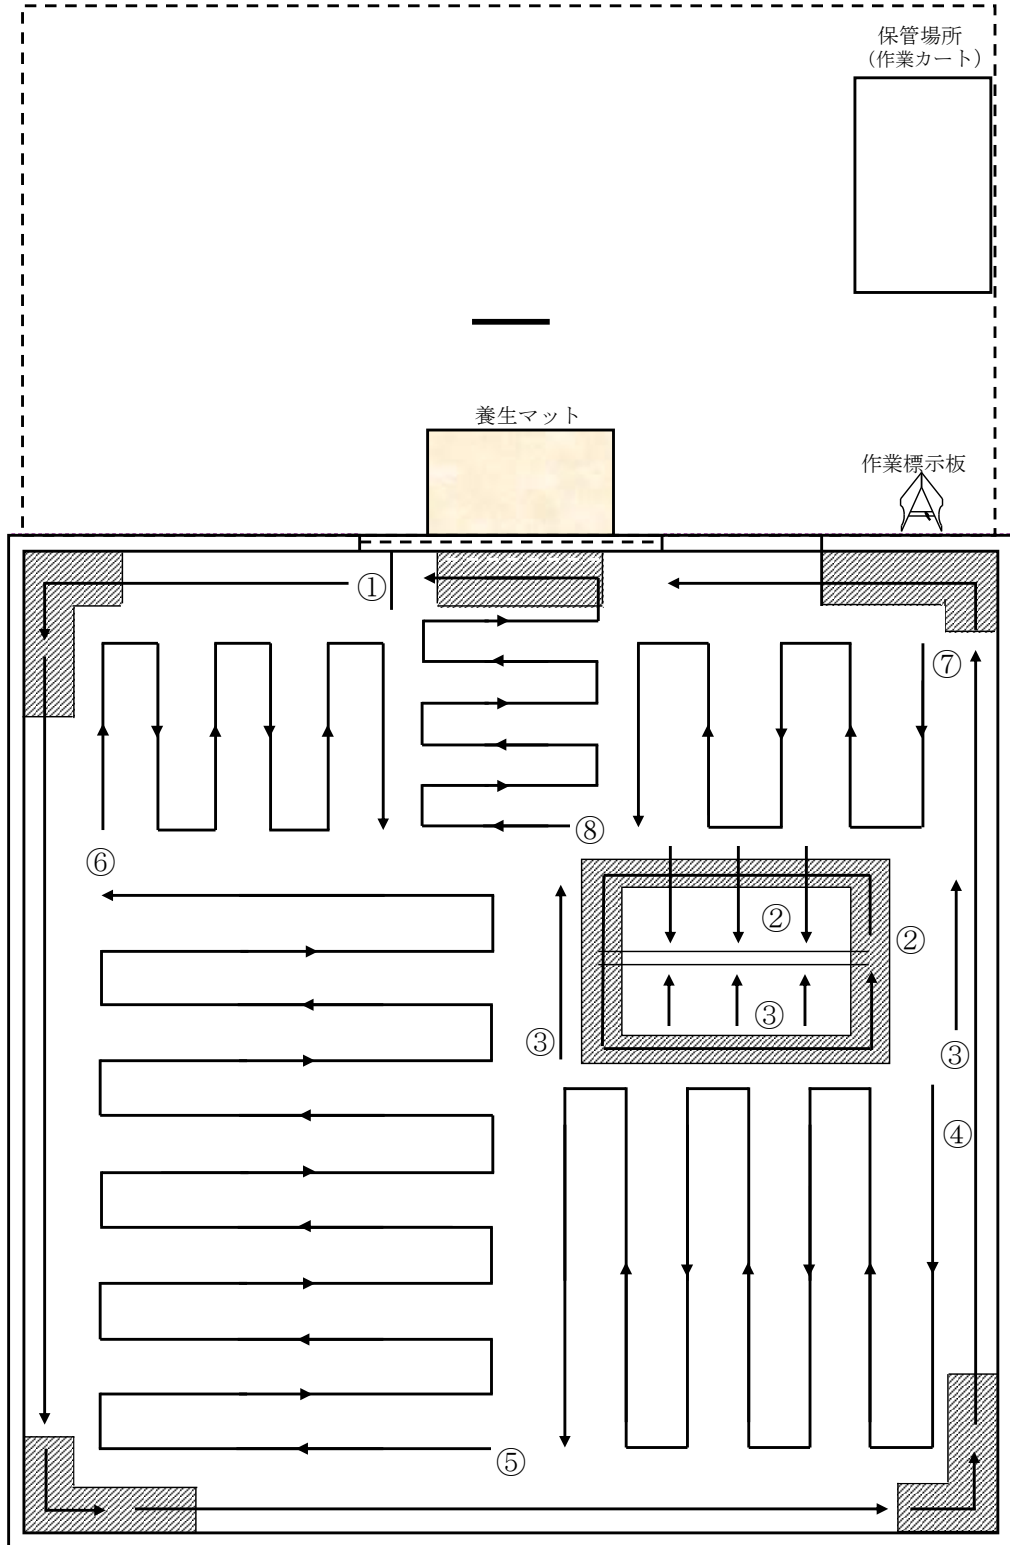 保管場所
（作業カート）
養生マット
作業標示板
①
⑦
⑧
⑥
②
②
③
③
③
④
⑤